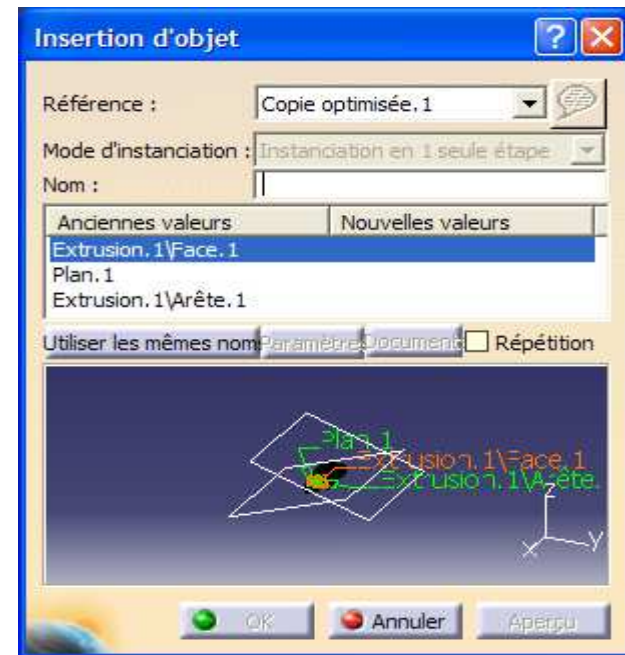 Insertion d'objet
Référence : Copie optimisée.1
Mode d'instanciation : Instanciation en 1 seule étape
Nom :
Anciennes valeurs Nouvelles valeurs
Extrusion.1\Face.1
Plan.1
Extrusion.1\Arête.1
Utiliser les mêmes nom Paramètre Document Répétition
Plan.1
Extrusion.1\Face.1
Extrusion.1\Arête.
z
x y
OK Annuler Aperçu